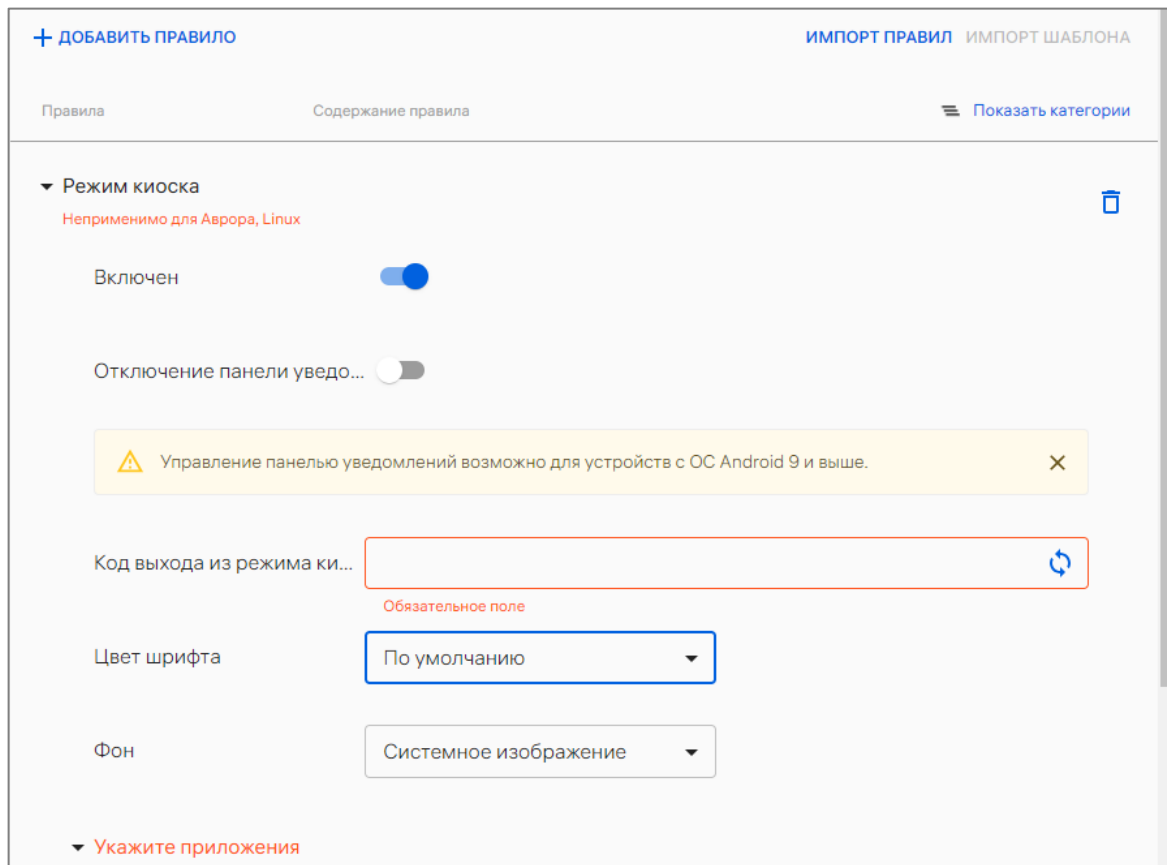 ДОБАВИТЬ ПРАВИЛО
ИМПОРТ ПРАВИЛ ИМПОРТ ШАБЛОНА
Правила Содержание правила Показать категории
Режим киоска
Неприменимо для Аврора, Linux
Включен
Отключение панели уведо...
Управление панелью уведомлений возможно для устройств с ОС Android 9 и выше.
Код выхода из режима ки...
Обязательное поле
Цвет шрифта По умолчанию
Фон Системное изображение
Укажите приложения